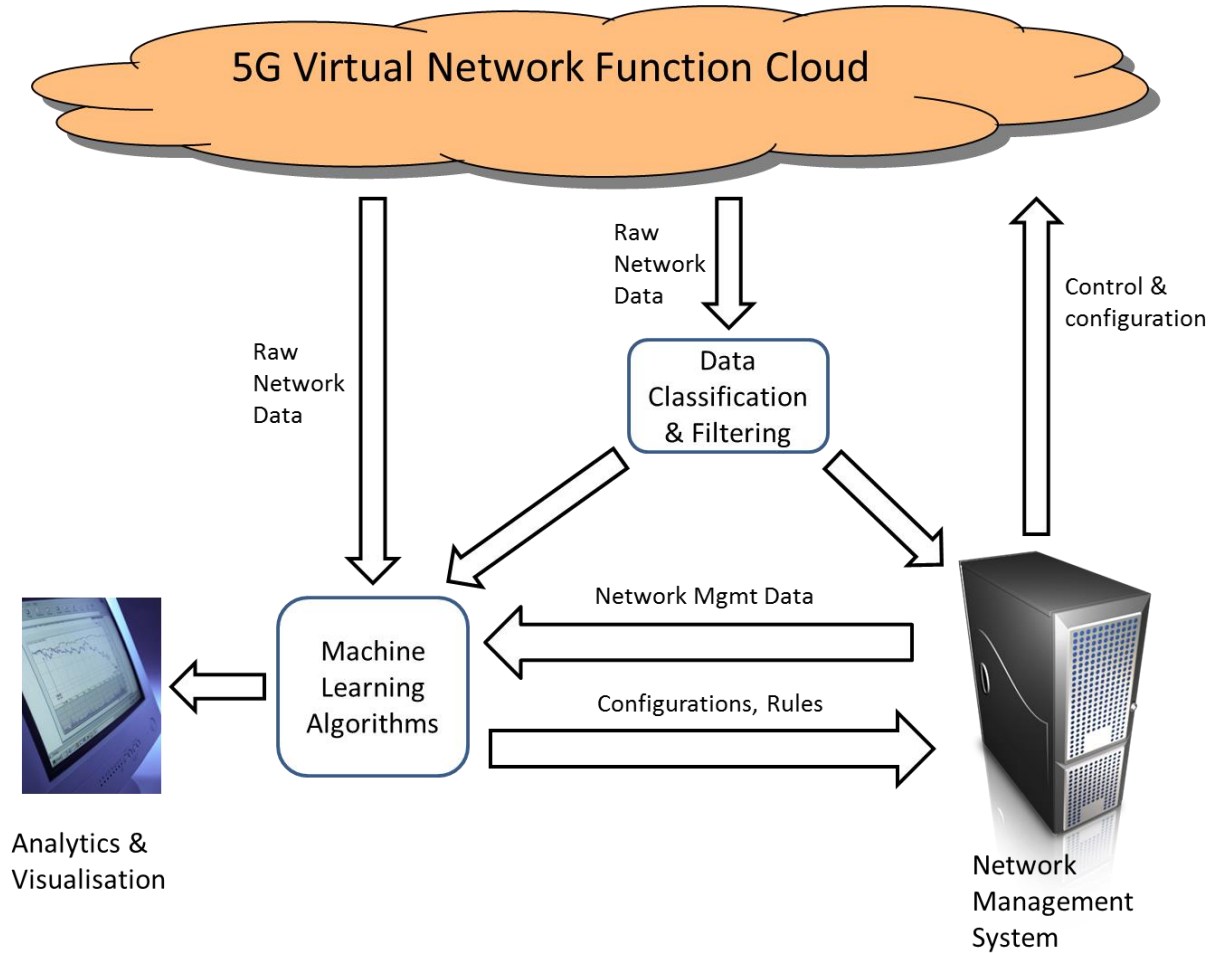 5G Virtual Network Function Cloud
Raw
Network
Data
Control &
configuration
Raw
Network
Data
Data
Classification
& Filtering
Network Mgmt Data
Machine
Learning
Algorithms
Configurations, Rules
Analytics &
Visualisation
Network
Management
System